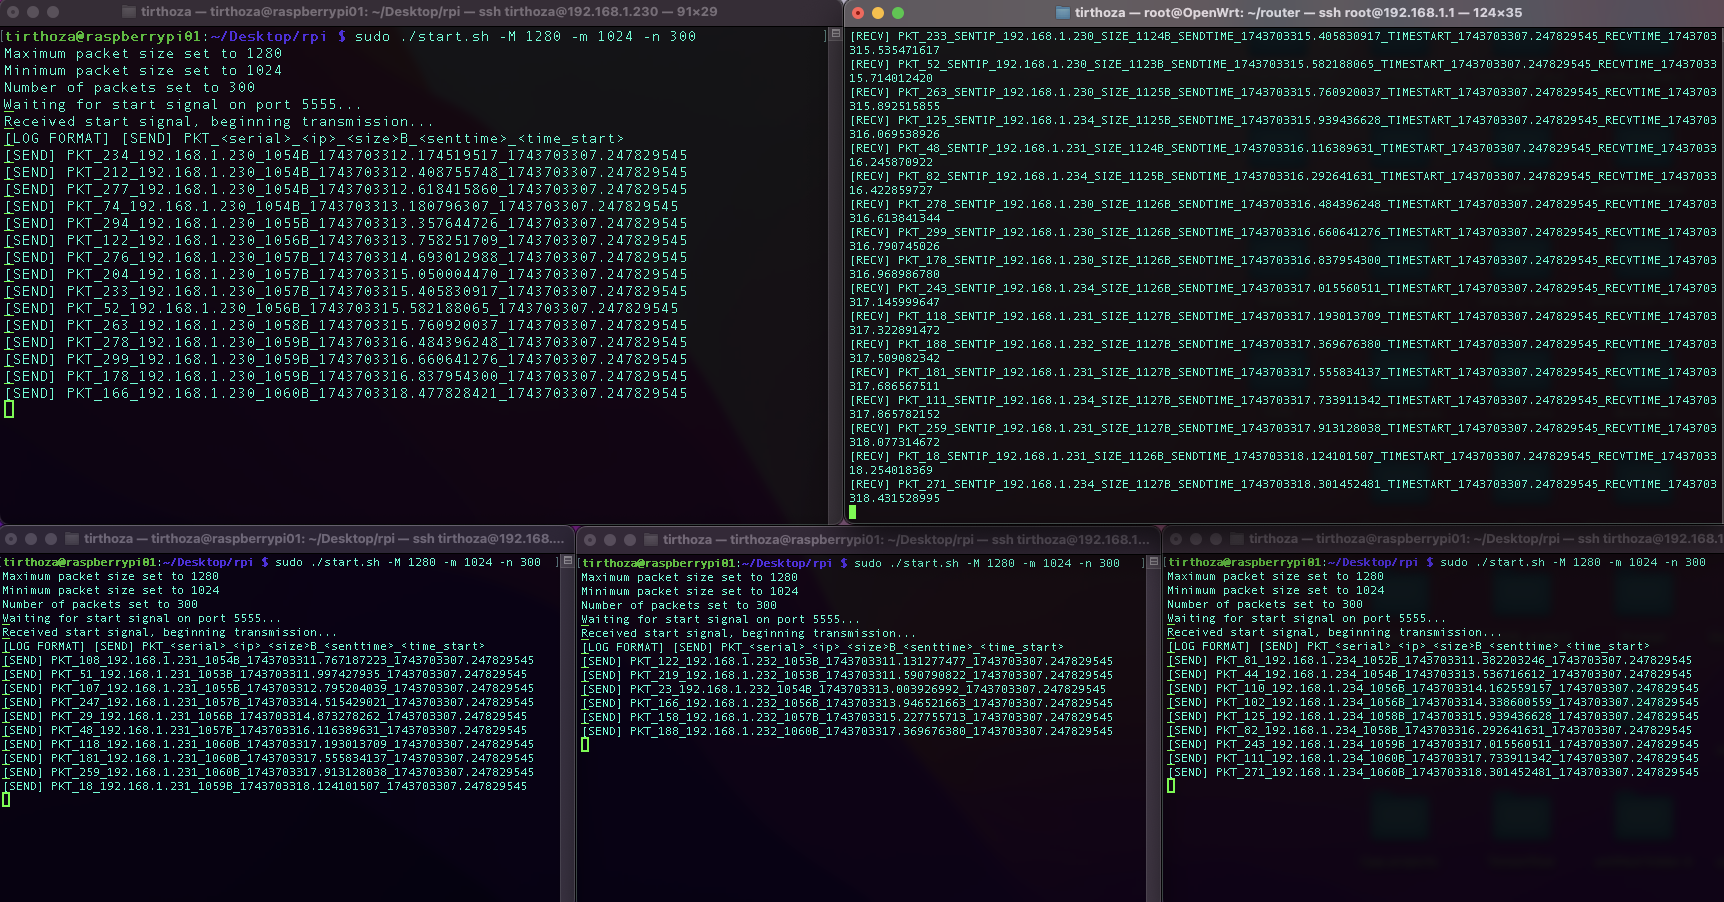 tirthoza — tirthoza@raspberrypi01: ~/Desktop/rpi — ssh tirthoza@192.168.1.230 — 91×29
[tirthoza@raspberrypi01:~/Desktop/rpi $ sudo ./start.sh -M 1280 -m 1024 -n 300 ]
Maximum packet size set to 1280
Minimum packet size set to 1024
Number of packets set to 300
Waiting for start signal on port 5555...
Received start signal, beginning transmission...
[LOG FORMAT] [SEND] PKT_<serial>_<ip>_<size>B_<senttime>_<time_start>
[SEND] PKT_234_192.168.1.230_1054B_1743703312.174519517_1743703307.247829545
[SEND] PKT_212_192.168.1.230_1054B_1743703312.408755748_1743703307.247829545
[SEND] PKT_277_192.168.1.230_1054B_1743703312.618415860_1743703307.247829545
[SEND] PKT_74_192.168.1.230_1054B_1743703313.180796307_1743703307.247829545
[SEND] PKT_294_192.168.1.230_1055B_1743703313.357644726_1743703307.247829545
[SEND] PKT_122_192.168.1.230_1056B_1743703313.758251709_1743703307.247829545
[SEND] PKT_276_192.168.1.230_1057B_1743703314.693012988_1743703307.247829545
[SEND] PKT_204_192.168.1.230_1057B_1743703315.050004470_1743703307.247829545
[SEND] PKT_233_192.168.1.230_1057B_1743703315.405830917_1743703307.247829545
[SEND] PKT_52_192.168.1.230_1056B_1743703315.582188065_1743703307.247829545
[SEND] PKT_263_192.168.1.230_1058B_1743703315.760920037_1743703307.247829545
[SEND] PKT_278_192.168.1.230_1059B_1743703316.484396248_1743703307.247829545
[SEND] PKT_299_192.168.1.230_1059B_1743703316.660641276_1743703307.247829545
[SEND] PKT_178_192.168.1.230_1059B_1743703316.837954300_1743703307.247829545
[SEND] PKT_166_192.168.1.230_1060B_1743703318.477828421_1743703307.247829545
tirthoza — root@OpenWrt: ~/router — ssh root@192.168.1.1 — 124×35
[RECV] PKT_233_SENTIP_192.168.1.230_SIZE_1124B_SENDTIME_1743703315.405830917_TIMESTART_1743703307.247829545_RECVTIME_1743703
315.535471617
[RECV] PKT_52_SENTIP_192.168.1.230_SIZE_1123B_SENDTIME_1743703315.582188065_TIMESTART_1743703307.247829545_RECVTIME_17437033
15.714012420
[RECV] PKT_263_SENTIP_192.168.1.230_SIZE_1125B_SENDTIME_1743703315.760920037_TIMESTART_1743703307.247829545_RECVTIME_1743703
315.892515855
[RECV] PKT_125_SENTIP_192.168.1.234_SIZE_1125B_SENDTIME_1743703315.939436628_TIMESTART_1743703307.247829545_RECVTIME_1743703
316.069538926
[RECV] PKT_48_SENTIP_192.168.1.231_SIZE_1124B_SENDTIME_1743703316.116389631_TIMESTART_1743703307.247829545_RECVTIME_17437033
16.245870922
[RECV] PKT_82_SENTIP_192.168.1.234_SIZE_1125B_SENDTIME_1743703316.292641631_TIMESTART_1743703307.247829545_RECVTIME_17437033
16.422859727
[RECV] PKT_278_SENTIP_192.168.1.230_SIZE_1126B_SENDTIME_1743703316.484396248_TIMESTART_1743703307.247829545_RECVTIME_1743703
316.613841344
[RECV] PKT_299_SENTIP_192.168.1.230_SIZE_1126B_SENDTIME_1743703316.660641276_TIMESTART_1743703307.247829545_RECVTIME_1743703
316.790745026
[RECV] PKT_178_SENTIP_192.168.1.230_SIZE_1126B_SENDTIME_1743703316.837954300_TIMESTART_1743703307.247829545_RECVTIME_1743703
316.968986780
[RECV] PKT_243_SENTIP_192.168.1.234_SIZE_1126B_SENDTIME_1743703317.015560511_TIMESTART_1743703307.247829545_RECVTIME_1743703
317.145999647
[RECV] PKT_118_SENTIP_192.168.1.231_SIZE_1127B_SENDTIME_1743703317.193013709_TIMESTART_1743703307.247829545_RECVTIME_1743703
317.322891472
[RECV] PKT_188_SENTIP_192.168.1.232_SIZE_1127B_SENDTIME_1743703317.369676380_TIMESTART_1743703307.247829545_RECVTIME_1743703
317.509082342
[RECV] PKT_181_SENTIP_192.168.1.231_SIZE_1127B_SENDTIME_1743703317.555834137_TIMESTART_1743703307.247829545_RECVTIME_1743703
317.686567511
[RECV] PKT_111_SENTIP_192.168.1.234_SIZE_1127B_SENDTIME_1743703317.733911342_TIMESTART_1743703307.247829545_RECVTIME_1743703
317.865782152
[RECV] PKT_259_SENTIP_192.168.1.231_SIZE_1127B_SENDTIME_1743703317.913128038_TIMESTART_1743703307.247829545_RECVTIME_1743703
318.077314672
[RECV] PKT_18_SENTIP_192.168.1.231_SIZE_1126B_SENDTIME_1743703318.124101507_TIMESTART_1743703307.247829545_RECVTIME_17437033
18.254018369
[RECV] PKT_271_SENTIP_192.168.1.234_SIZE_1127B_SENDTIME_1743703318.301452481_TIMESTART_1743703307.247829545_RECVTIME_1743703
318.431528995
tirthoza — tirthoza@raspberrypi01: ~/Desktop/rpi — ssh tirthoza@192.168....
[tirthoza@raspberrypi01:~/Desktop/rpi $ sudo ./start.sh -M 1280 -m 1024 -n 300 ]
Maximum packet size set to 1280
Minimum packet size set to 1024
Number of packets set to 300
Waiting for start signal on port 5555...
Received start signal, beginning transmission...
[LOG FORMAT] [SEND] PKT_<serial>_<ip>_<size>B_<senttime>_<time_start>
[SEND] PKT_108_192.168.1.231_1054B_1743703311.767187223_1743703307.247829545
[SEND] PKT_51_192.168.1.231_1053B_1743703311.997427935_1743703307.247829545
[SEND] PKT_107_192.168.1.231_1055B_1743703312.795204039_1743703307.247829545
[SEND] PKT_247_192.168.1.231_1057B_1743703314.515429021_1743703307.247829545
[SEND] PKT_29_192.168.1.231_1056B_1743703314.873278262_1743703307.247829545
[SEND] PKT_48_192.168.1.231_1057B_1743703316.116389631_1743703307.247829545
[SEND] PKT_118_192.168.1.231_1060B_1743703317.193013709_1743703307.247829545
[SEND] PKT_181_192.168.1.231_1060B_1743703317.555834137_1743703307.247829545
[SEND] PKT_259_192.168.1.231_1060B_1743703317.913128038_1743703307.247829545
[SEND] PKT_18_192.168.1.231_1059B_1743703318.124101507_1743703307.247829545
tirthoza — tirthoza@raspberrypi01: ~/Desktop/rpi — ssh tirthoza@192.168.1...
[tirthoza@raspberrypi01:~/Desktop/rpi $ sudo ./start.sh -M 1280 -m 1024 -n 300 ]
Maximum packet size set to 1280
Minimum packet size set to 1024
Number of packets set to 300
Waiting for start signal on port 5555...
Received start signal, beginning transmission...
[LOG FORMAT] [SEND] PKT_<serial>_<ip>_<size>B_<senttime>_<time_start>
[SEND] PKT_122_192.168.1.232_1053B_1743703311.131277477_1743703307.247829545
[SEND] PKT_219_192.168.1.232_1053B_1743703311.590790822_1743703307.247829545
[SEND] PKT_23_192.168.1.232_1054B_1743703313.003926992_1743703307.247829545
[SEND] PKT_166_192.168.1.232_1056B_1743703313.946521663_1743703307.247829545
[SEND] PKT_158_192.168.1.232_1057B_1743703315.227755713_1743703307.247829545
[SEND] PKT_188_192.168.1.232_1060B_1743703317.369676380_1743703307.247829545
tirthoza — tirthoza@raspberrypi01: ~/Desktop/rpi — ssh tirthoza@192.168.1
[tirthoza@raspberrypi01:~/Desktop/rpi $ sudo ./start.sh -M 1280 -m 1024 -n 300
Maximum packet size set to 1280
Minimum packet size set to 1024
Number of packets set to 300
Waiting for start signal on port 5555...
Received start signal, beginning transmission...
[LOG FORMAT] [SEND] PKT_<serial>_<ip>_<size>B_<senttime>_<time_start>
[SEND] PKT_81_192.168.1.234_1052B_1743703311.382203246_1743703307.247829545
[SEND] PKT_44_192.168.1.234_1054B_1743703313.536716612_1743703307.247829545
[SEND] PKT_110_192.168.1.234_1056B_1743703314.162559157_1743703307.247829545
[SEND] PKT_102_192.168.1.234_1056B_1743703314.338600559_1743703307.247829545
[SEND] PKT_125_192.168.1.234_1058B_1743703315.939436628_1743703307.247829545
[SEND] PKT_82_192.168.1.234_1058B_1743703316.292641631_1743703307.247829545
[SEND] PKT_243_192.168.1.234_1059B_1743703317.015560511_1743703307.247829545
[SEND] PKT_111_192.168.1.234_1060B_1743703317.733911342_1743703307.247829545
[SEND] PKT_271_192.168.1.234_1060B_1743703318.301452481_1743703307.247829545